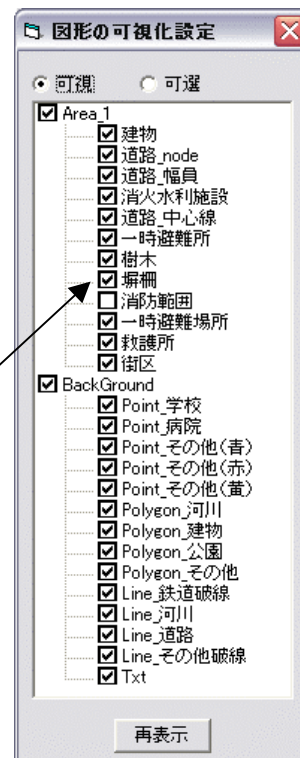 図形の可視化設定
可視 可選
Area_1
建物
道路_node
道路_幅員
消火水利施設
道路_中心線
一時避難所
樹木
塀柵
消防範囲
一時避難場所
救護所
街区
BackGround
Point_学校
Point_病院
Point_その他(青)
Point_その他(赤)
Point_その他(黄)
Polygon_河川
Polygon_建物
Polygon_公園
Polygon_その他
Line_鉄道破線
Line_河川
Line_道路
Line_その他破線
Txt
再表示